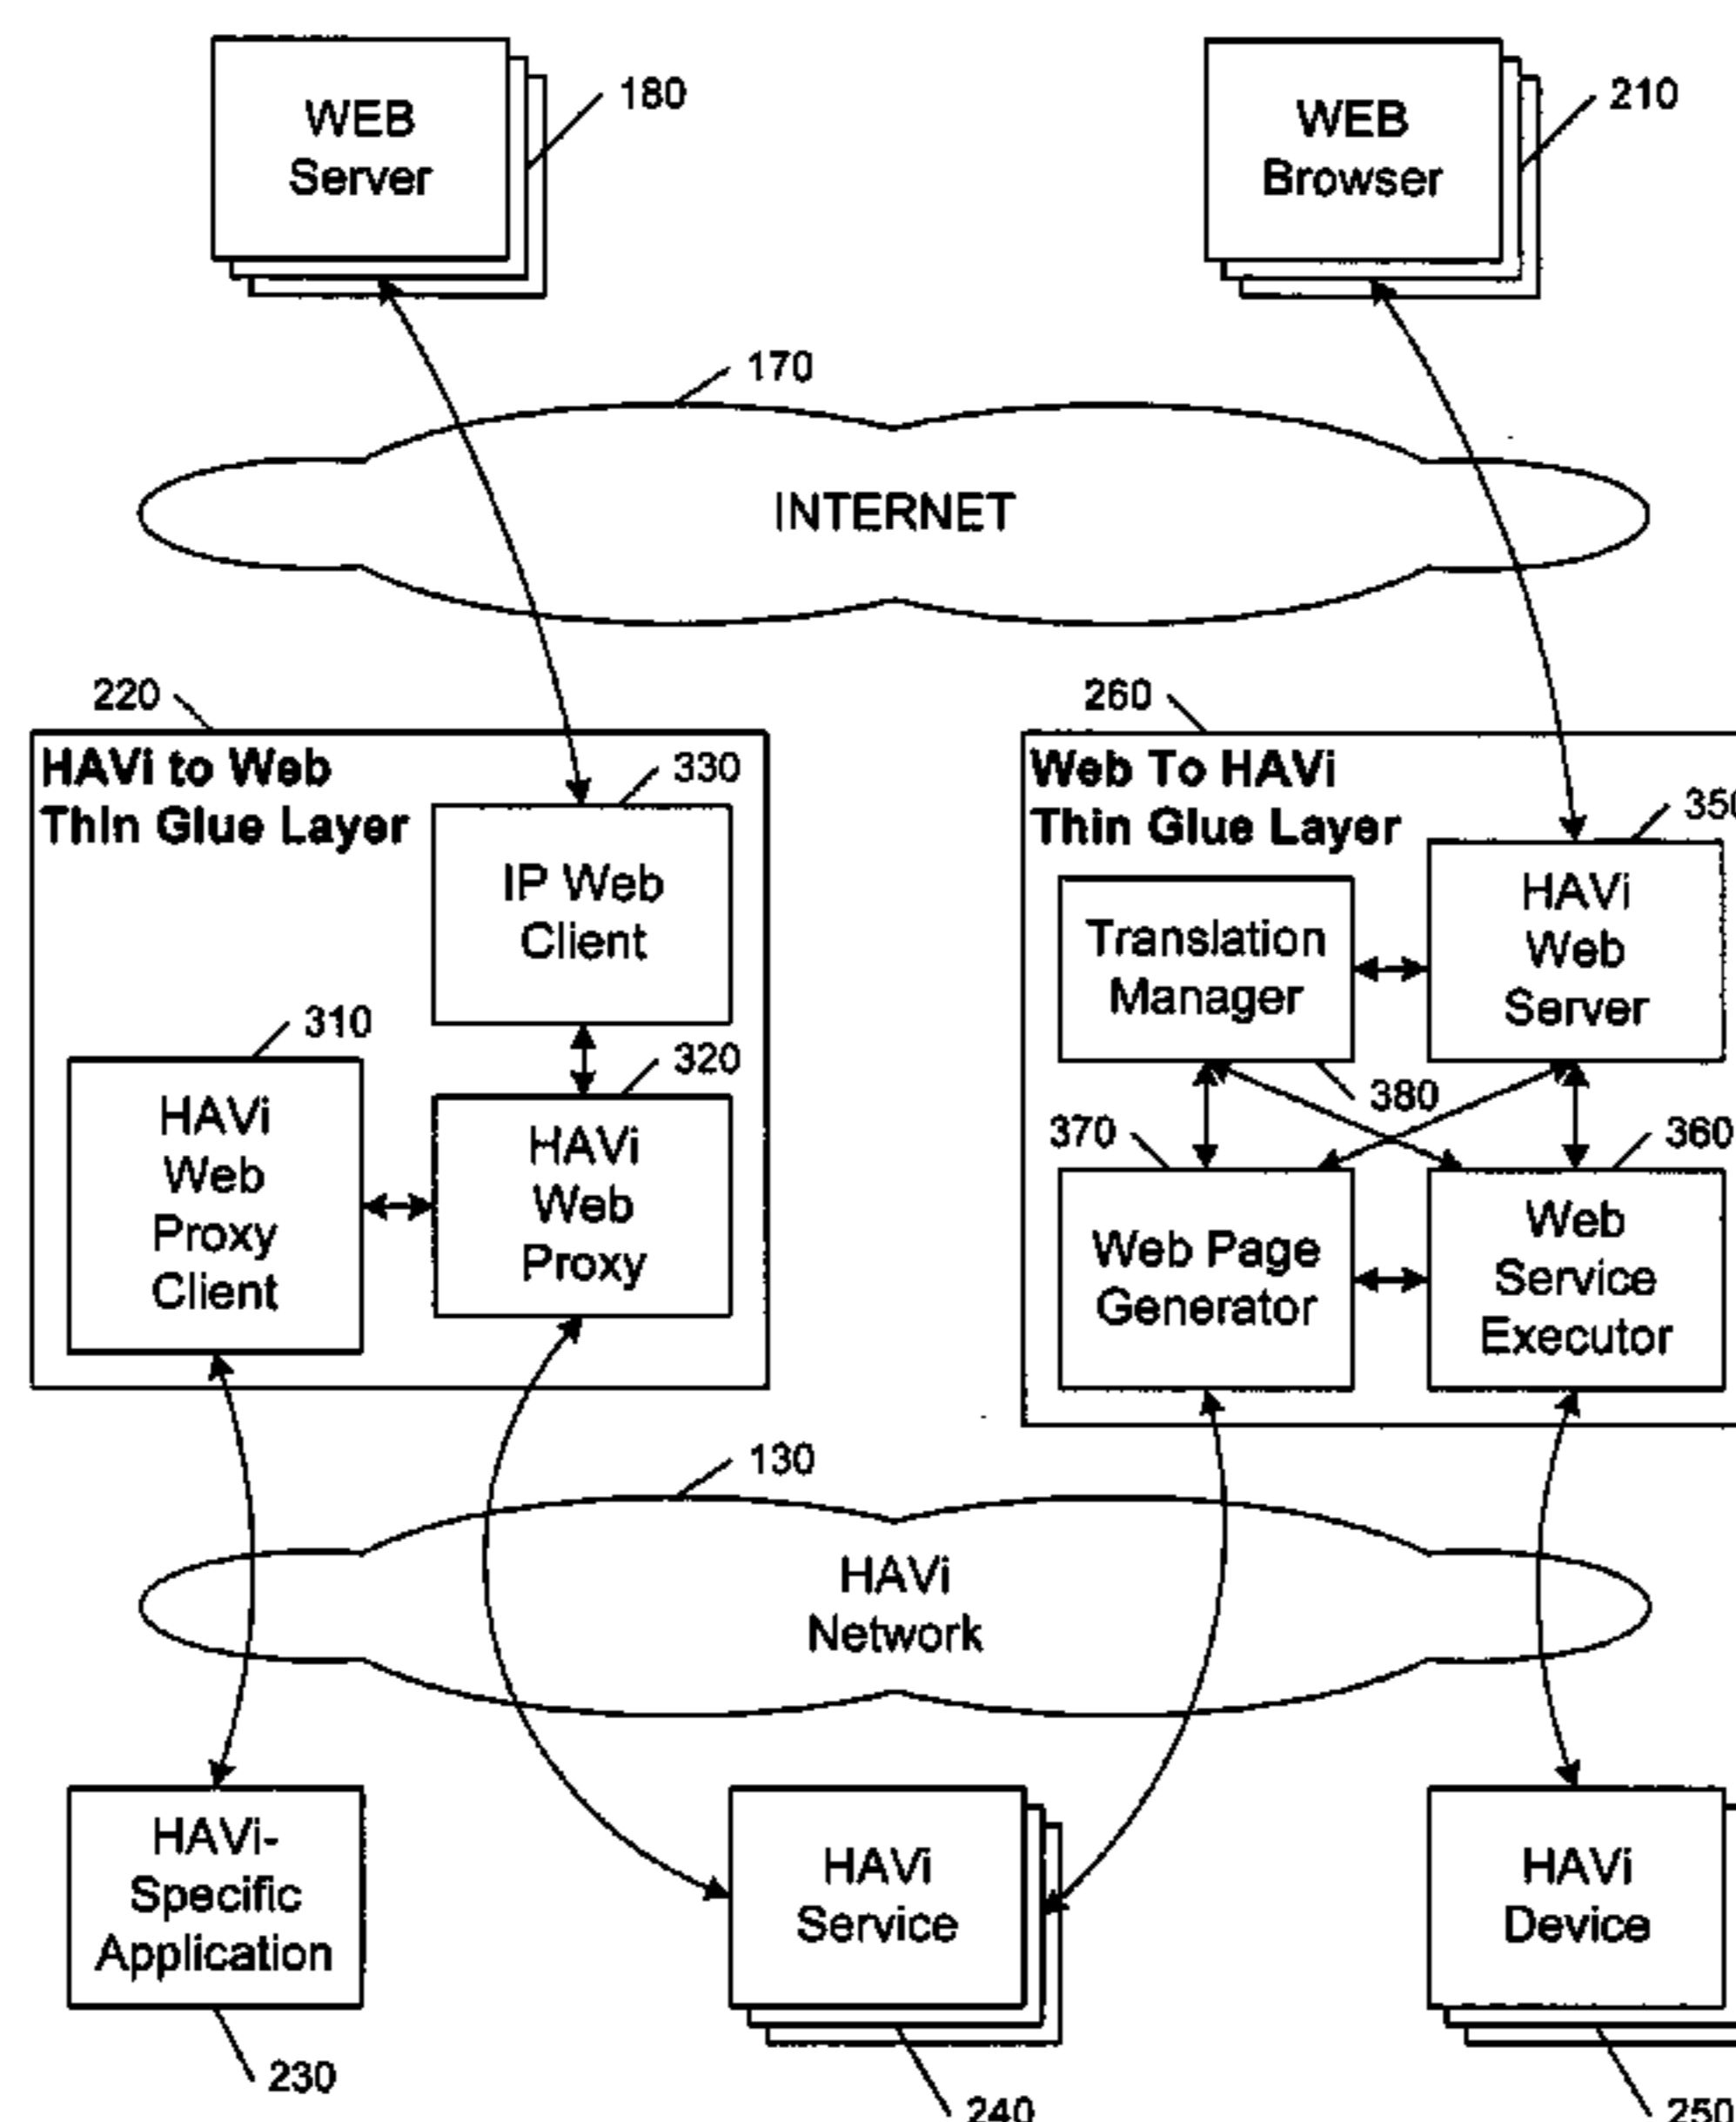 WEB
Server
180
WEB
Browser
210
170
INTERNET
220
HAVi to Web
Thin Glue Layer
330
IP Web
Client
310
HAVi
Web
Proxy
Client
320
HAVi
Web
Proxy
260
Web To HAVi
Thin Glue Layer
350
HAVi
Web
Server
Translation
Manager
380
370
Web Page
Generator
360
Web
Service
Executor
130
HAVi
Network
HAVi-
Specific
Application
230
HAVi
Service
240
HAVi
Device
250